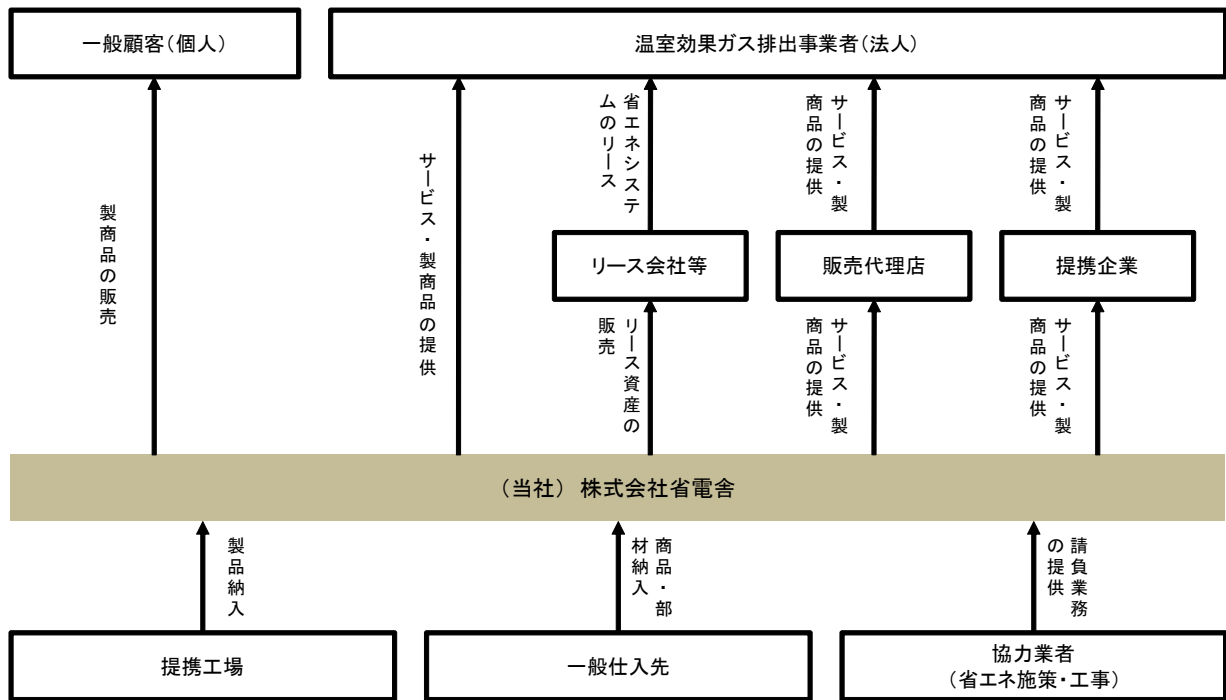 一般顧客（個人）
温室効果ガス排出事業者（法人）
製商品の販売
サービス・製商品の提供
省エネシステ
ムのリース
サービス・製
商品の提供
サービス・製
商品の提供
リース会社等
販売代理店
提携企業
リース資産の
販売
サービス・製
商品の提供
サービス・製
商品の提供
（当社） 株式会社省電舎
製品納入
商品・部
材納入
請負業務
の提供
提携工場
一般仕入先
協力業者
（省エネ施策・工事）